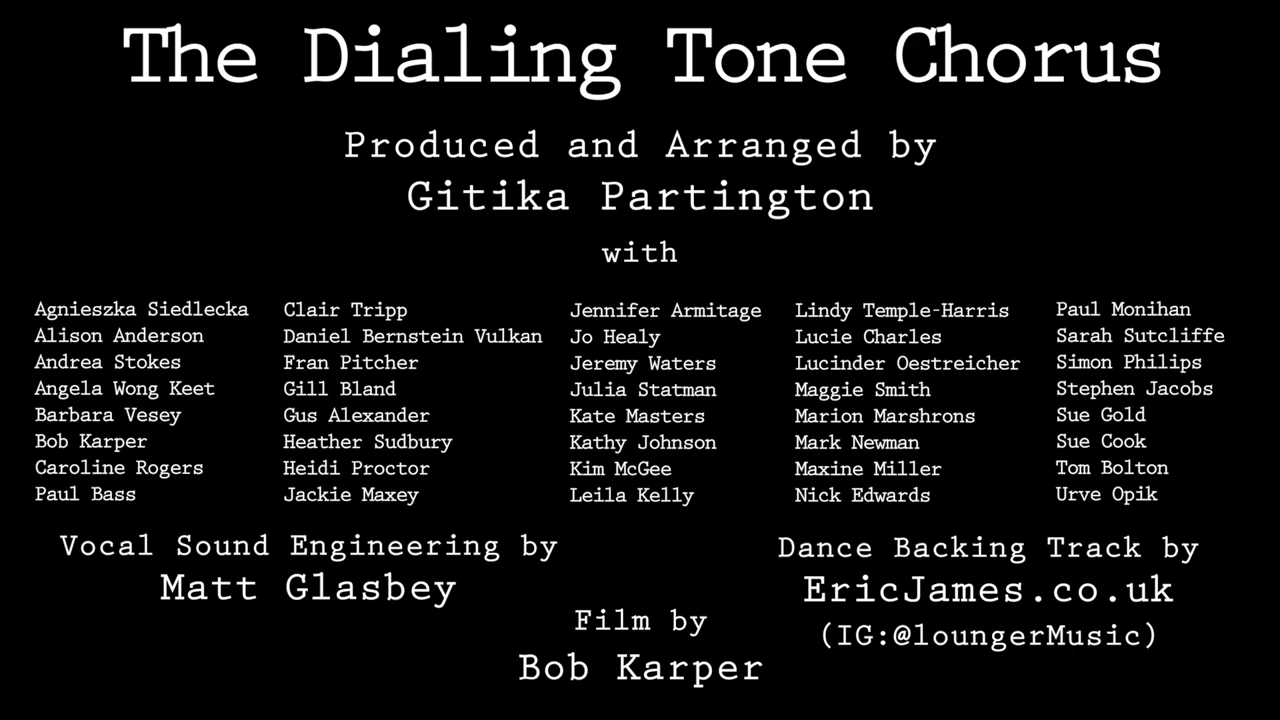 The Dialing Tone Chorus
Produced and Arranged by
Gitika Partington
with
Agnieszka Siedlecka
Alison Anderson
Andrea Stokes
Angela Wong Keet
Barbara Vesey
Bob Karper
Caroline Rogers
Paul Bass
Clair Tripp
Daniel Bernstein Vulkan
Fran Pitcher
Gill Bland
Gus Alexander
Heather Sudbury
Heidi Proctor
Jackie Maxey
Jennifer Armitage
Jo Healy
Jeremy Waters
Julia Statman
Kate Masters
Kathy Johnson
Kim McGee
Leila Kelly
Lindy Temple-Harris
Lucie Charles
Lucinder Oestreicher
Maggie Smith
Marion Marshrons
Mark Newman
Maxine Miller
Nick Edwards
Paul Monihan
Sarah Sutcliffe
Simon Philips
Stephen Jacobs
Sue Gold
Sue Cook
Tom Bolton
Urve Opik
Vocal Sound Engineering by
Matt Glasbey
Dance Backing Track by
EricJames.co.uk
(IG:@loungerMusic)
Film by
Bob Karper